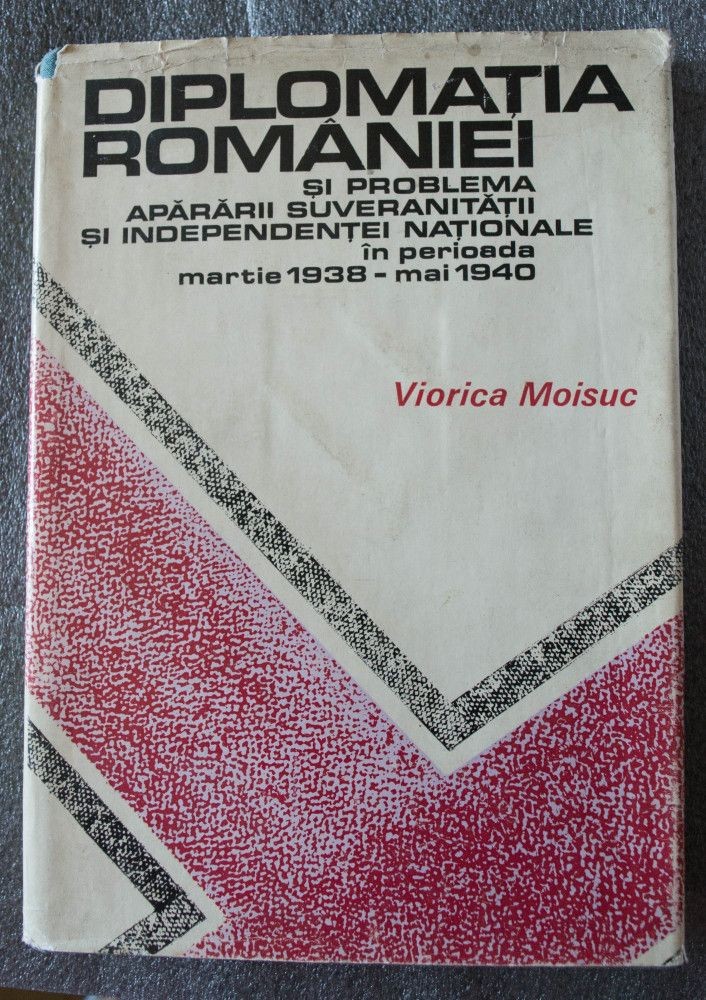 DIPLOMAȚIA
ROMÂNIEI
ȘI PROBLEMA
APĂRĂRII SUVERANITĂȚII
ȘI INDEPENDENȚEI NAȚIONALE
în perioada
martie 1938 - mai 1940
Viorica Moisuc